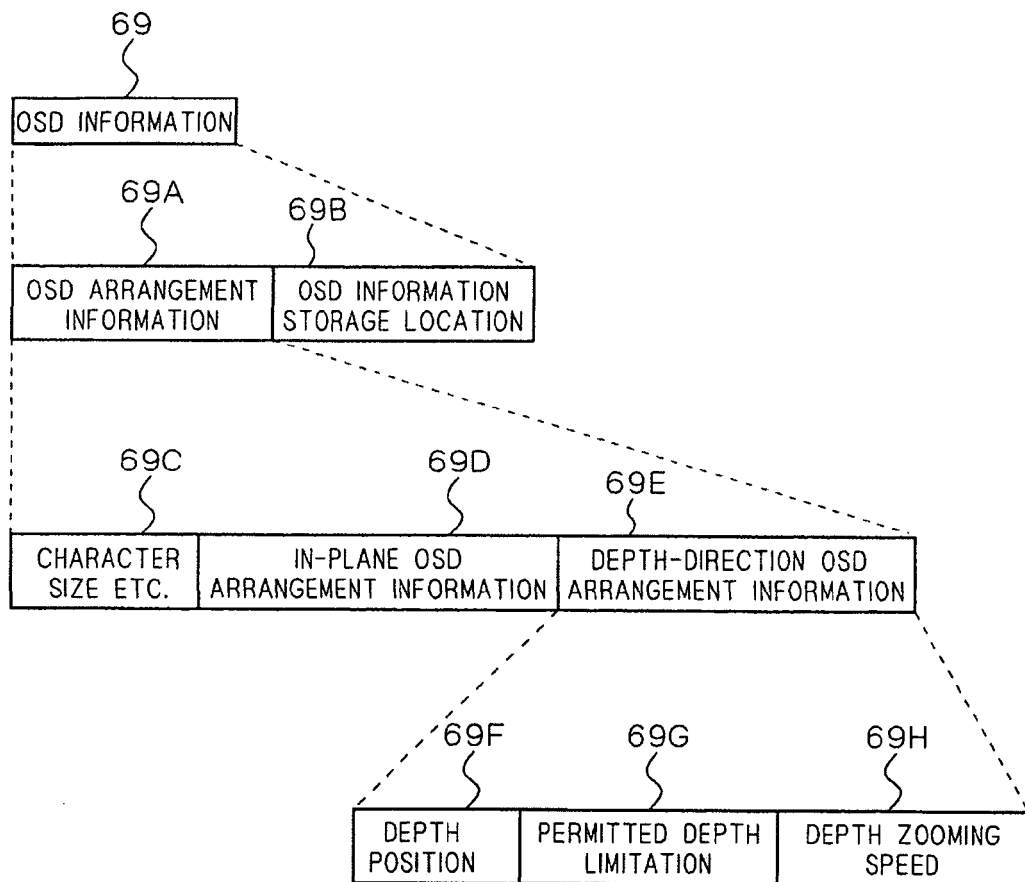 69
OSD INFORMATION
69A
69B
OSD ARRANGEMENT
INFORMATION
OSD INFORMATION
STORAGE LOCATION
69C
69D
69E
CHARACTER
SIZE ETC.
IN-PLANE OSD
ARRANGEMENT INFORMATION
DEPTH-DIRECTION OSD
ARRANGEMENT INFORMATION
69F
69G
69H
DEPTH
POSITION
PERMITTED DEPTH
LIMITATION
DEPTH ZOOMING
SPEED